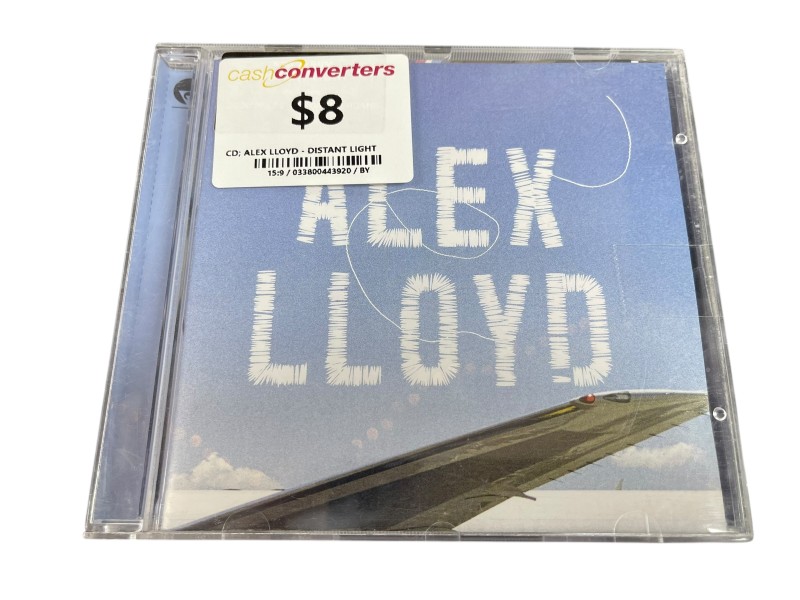 cashconverters
$8
CD; ALEX LLOYD - DISTANT LIGHT
15:9 / 033800443920 / BY
ALEX
LLOYD